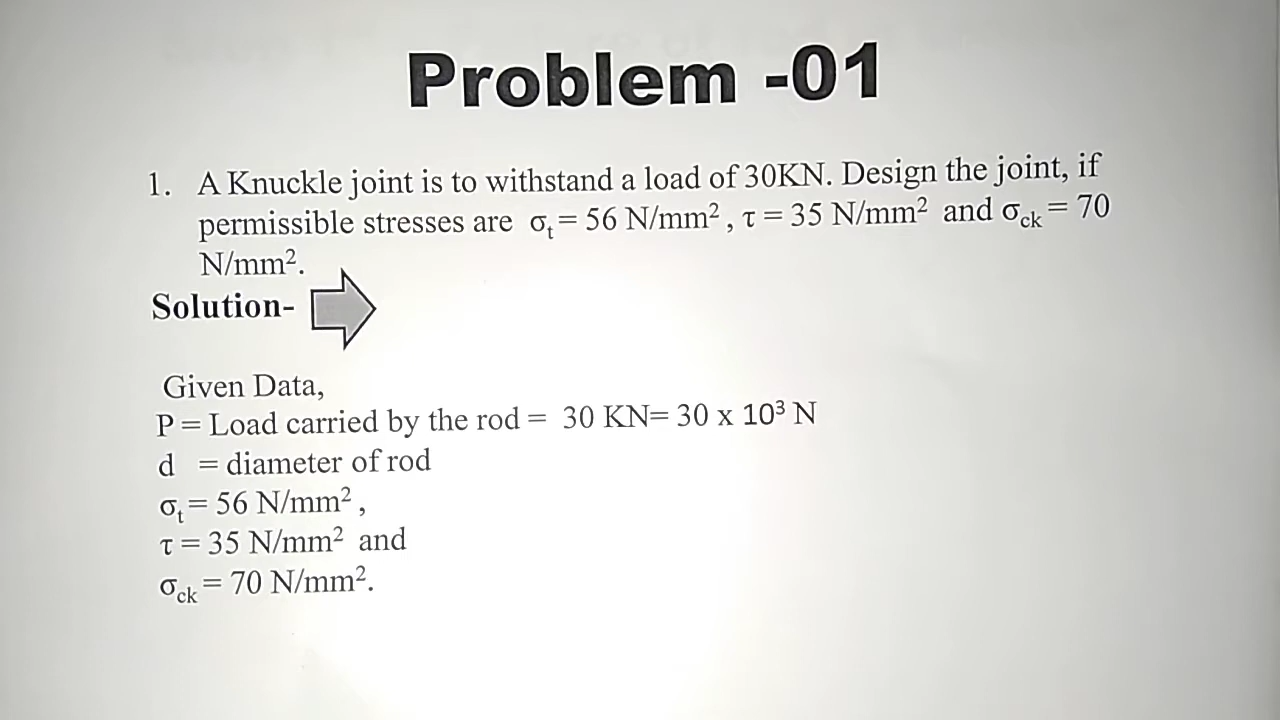 Problem -01
1. A Knuckle joint is to withstand a load of 30KN. Design the joint, if
permissible stresses are σₜ= 56 N/mm², τ = 35 N/mm² and σck = 70
N/mm².
Solution-
Given Data,
P = Load carried by the rod = 30 KN= 30 x 10³ N
d = diameter of rod
σₜ= 56 N/mm²,
τ = 35 N/mm² and
σck = 70 N/mm².